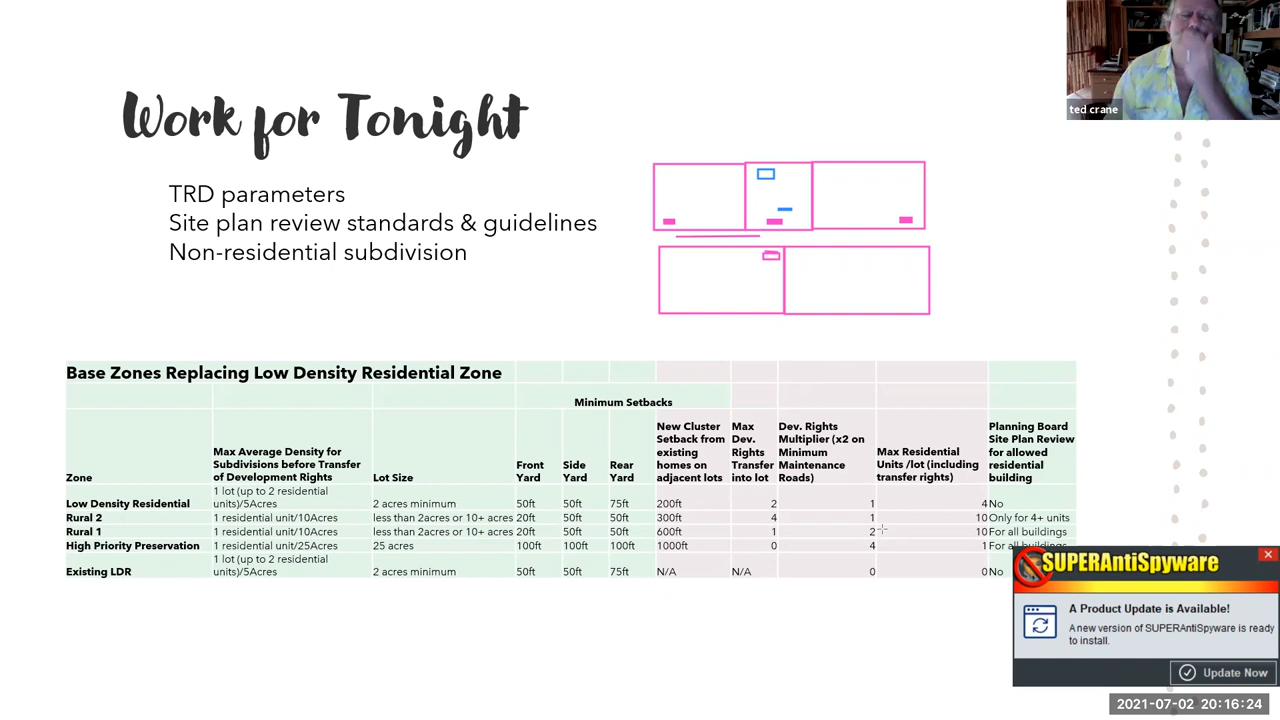 Work for Tonight
ted crane
TRD parameters
Site plan review standards & guidelines
Non-residential subdivision
Base Zones Replacing Low Density Residential Zone
Minimum Setbacks
Zone Max Average Density for Subdivisions before Transfer of Development Rights Lot Size Front Yard Side Yard Rear Yard New Cluster Setback from existing homes on adjacent lots Max Dev. Rights Transfer into lot Dev. Rights Multiplier (x2 on Minimum Maintenance Roads) Max Residential Units /lot (including transfer rights) Planning Board Site Plan Review for allowed residential building
Low Density Residential 1 lot (up to 2 residential units)/5Acres 2 acres minimum 50ft 50ft 75ft 200ft 2 1 4 No
Rural 2 1 residential unit/10Acres less than 2acres or 10+ acres 20ft 50ft 50ft 300ft 4 1 10 Only for 4+ units
Rural 1 1 residential unit/10Acres less than 2acres or 10+ acres 20ft 50ft 50ft 600ft 1 2 10 For all buildings
High Priority Preservation 1 residential unit/25Acres 25 acres 100ft 100ft 100ft 1000ft 0 4 1 For all buildings
Existing LDR 1 lot (up to 2 residential units)/5Acres 2 acres minimum 50ft 50ft 75ft N/A N/A 0 0 No
SUPERAntiSpyware
A Product Update is Available!
A new version of SUPERAntiSpyware is ready
to install.
Update Now
2021-07-02 20:16:24